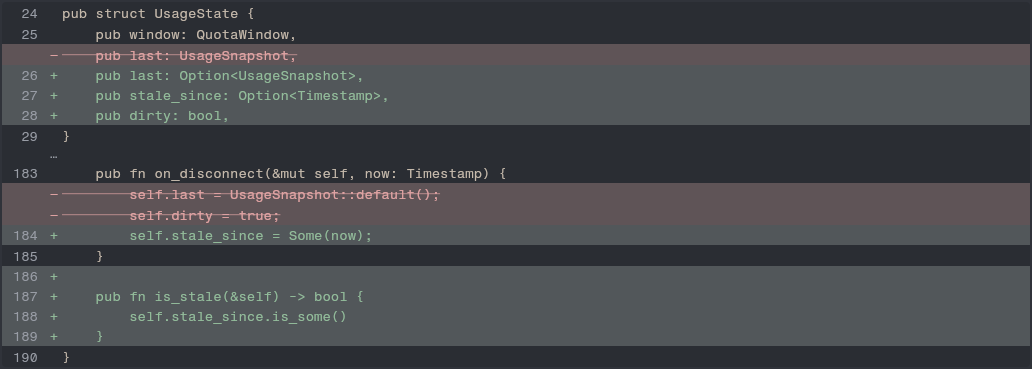 24 pub struct UsageState {
25 pub window: QuotaWindow,
- pub last: UsageSnapshot,
26 + pub last: Option<UsageSnapshot>,
27 + pub stale_since: Option<Timestamp>,
28 + pub dirty: bool,
29 }
…
183 pub fn on_disconnect(&mut self, now: Timestamp) {
- self.last = UsageSnapshot::default();
- self.dirty = true;
184 + self.stale_since = Some(now);
185 }
186 +
187 + pub fn is_stale(&self) -> bool {
188 + self.stale_since.is_some()
189 + }
190 }